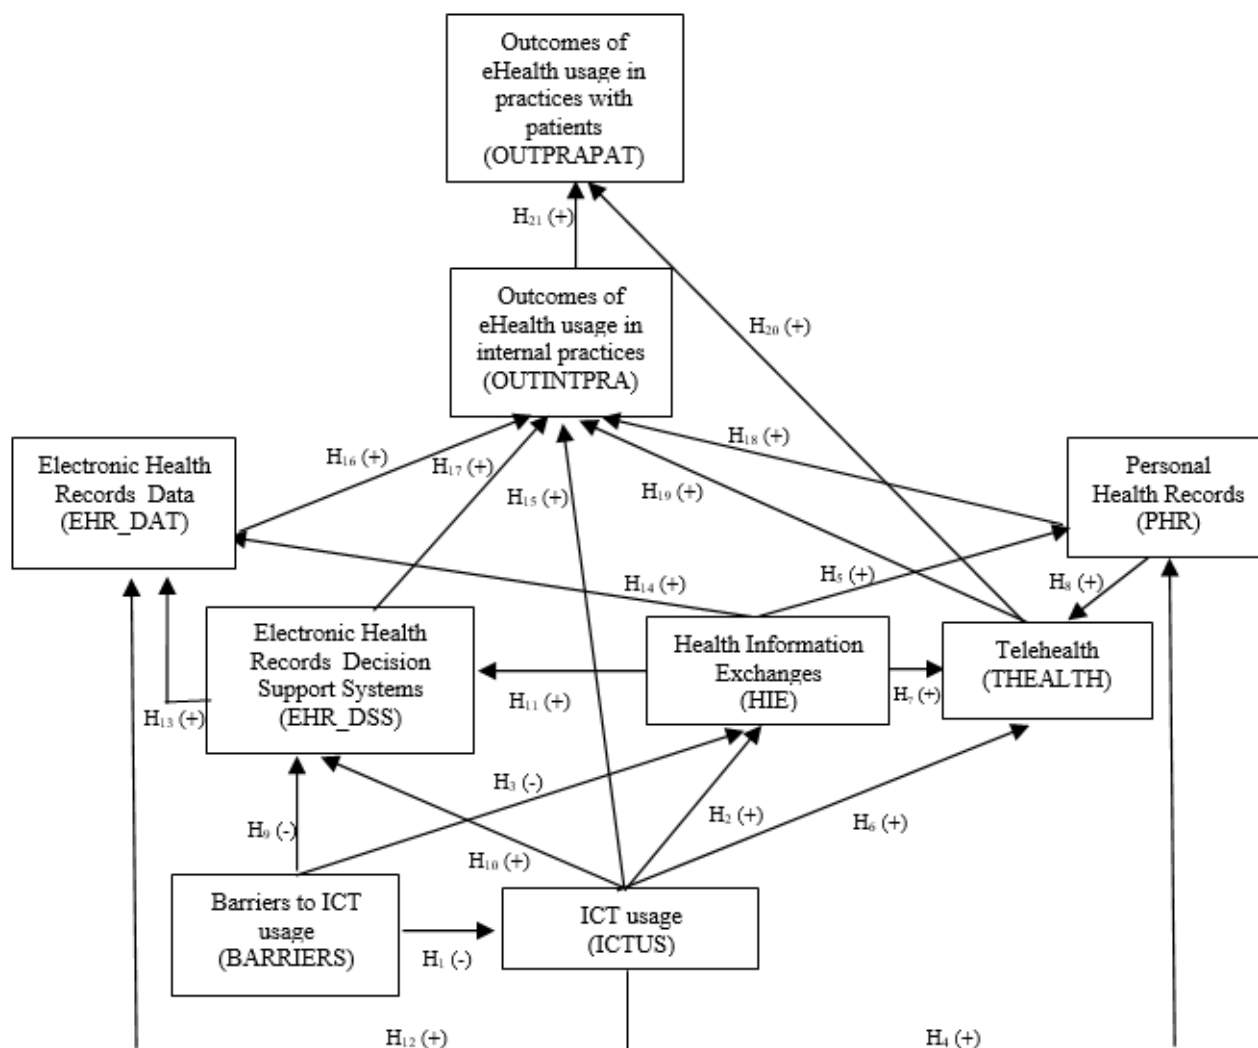 Outcomes of
eHealth usage in
practices with
patients
(OUTPRAPAT)
H₂₁ (+)
Outcomes of
eHealth usage in
internal practices
(OUTINTPRA)
H₂₀ (+)
Electronic Health
Records Data
(EHR_DAT)
H₁₆ (+)
H₁₇ (+)
H₁₅ (+)
H₁₉ (+)
H₁₈ (+)
Personal
Health Records
(PHR)
H₁₄ (+)
H₅ (+)
H₈ (+)
Electronic Health
Records Decision
Support Systems
(EHR_DSS)
H₁₃ (+)
H₁₁ (+)
Health Information
Exchanges
(HIE)
H₇ (+)
Telehealth
(THEALTH)
H₉ (-)
H₃ (-)
H₁₀ (+)
H₂ (+)
H₆ (+)
Barriers to ICT
usage
(BARRIERS)
H₁ (-)
ICT usage
(ICTUS)
H₁₂ (+)
H₄ (+)